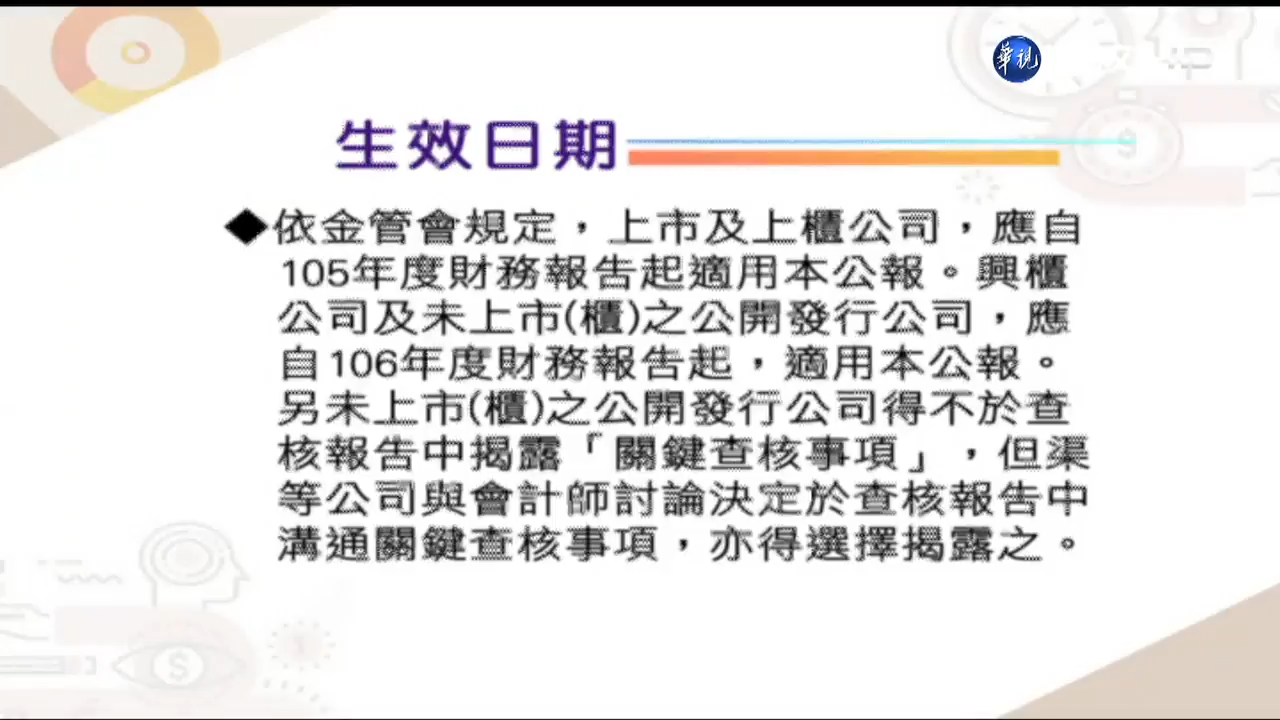 華視
生效日期
◆依金管會規定，上市及上櫃公司，應自
105年度財務報告起適用本公報。興櫃
公司及未上市(櫃)之公開發行公司，應
自106年度財務報告起，適用本公報。
另未上市(櫃)之公開發行公司得不於查
核報告中揭露「關鍵查核事項」，但渠
等公司與會計師討論決定於查核報告中
溝通關鍵查核事項，亦得選擇揭露之。